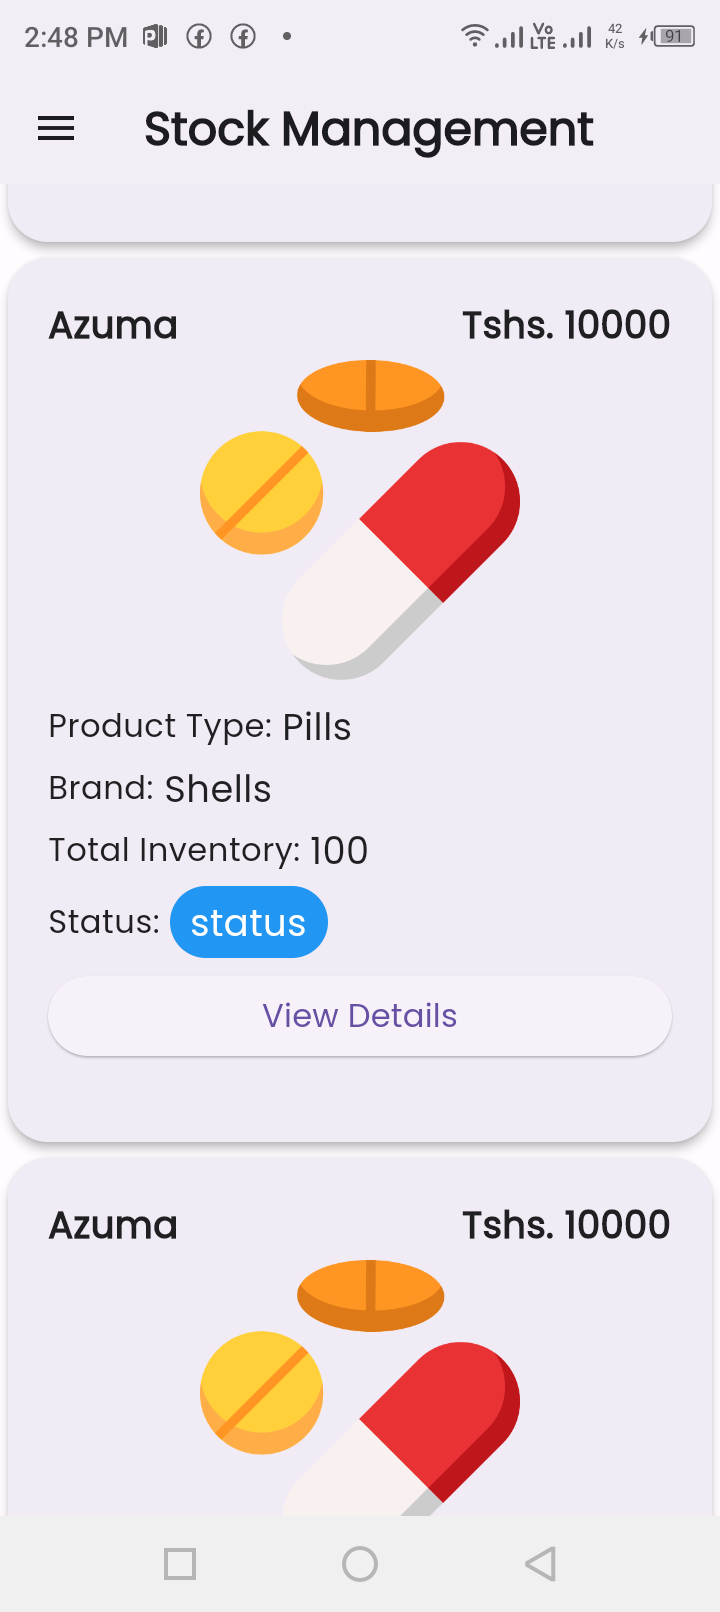 2:48 PM Vo LTE 42 K/s 91
Stock Management
Azuma Tshs. 10000
Product Type: Pills
Brand: Shells
Total Inventory: 100
Status: status
View Details
Azuma Tshs. 10000